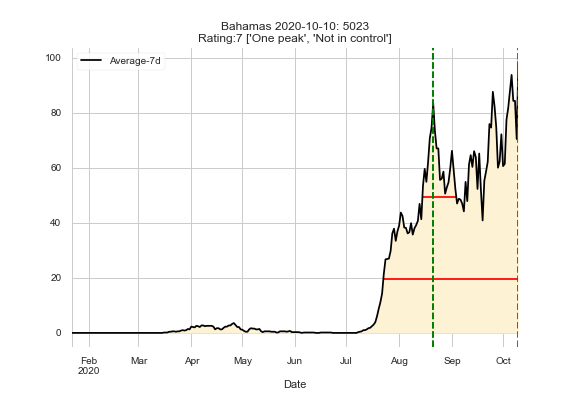 Bahamas 2020-10-10: 5023
Rating:7 ['One peak', 'Not in control']
Average-7d
100
80
60
40
20
0
Feb
2020
Mar
Apr
May
Jun
Jul
Aug
Sep
Oct
Date